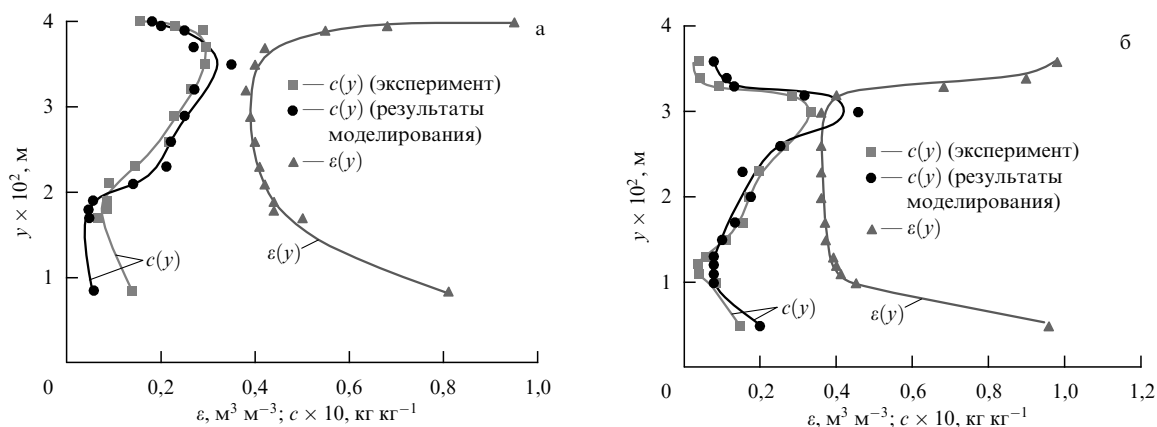 а
4
3
2
1
0
y × 10², м
c(y) (эксперимент)
c(y) (результаты
моделирования)
ε(y)
c(y)
ε(y)
0,2
0,4
0,6
0,8
1,0
ε, м³ м⁻³; c × 10, кг кг⁻¹
б
4
3
2
1
0
y × 10², м
c(y) (эксперимент)
c(y) (результаты
моделирования)
ε(y)
c(y)
ε(y)
0,2
0,4
0,6
0,8
1,0
1,2
ε, м³ м⁻³; c × 10, кг кг⁻¹